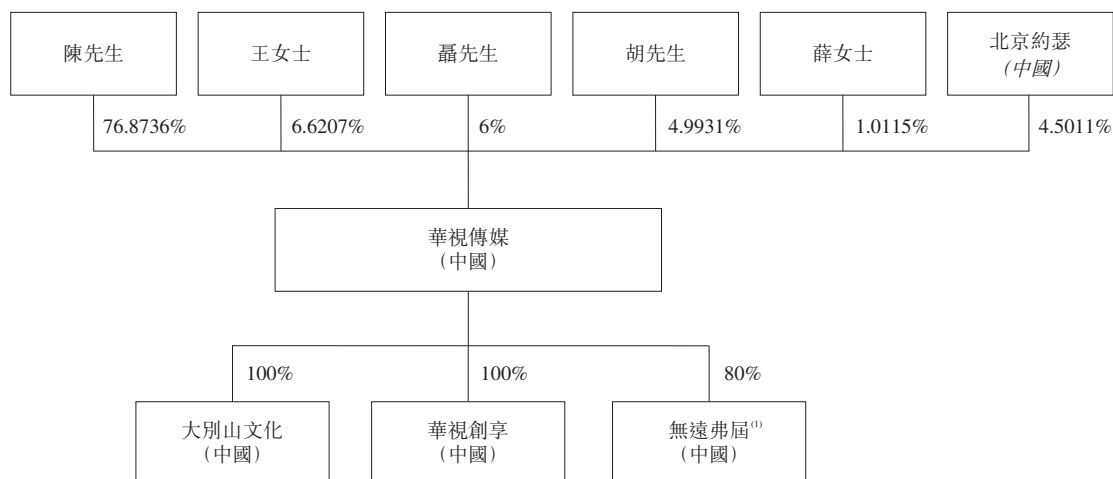 陳先生
王女士
聶先生
胡先生
薛女士
北京約瑟
(中國)
76.8736%
6.6207%
6%
4.9931%
1.0115%
4.5011%
華視傳媒
(中國)
100%
100%
80%
大別山文化
(中國)
華視創享
(中國)
無遠弗屆(1)
(中國)